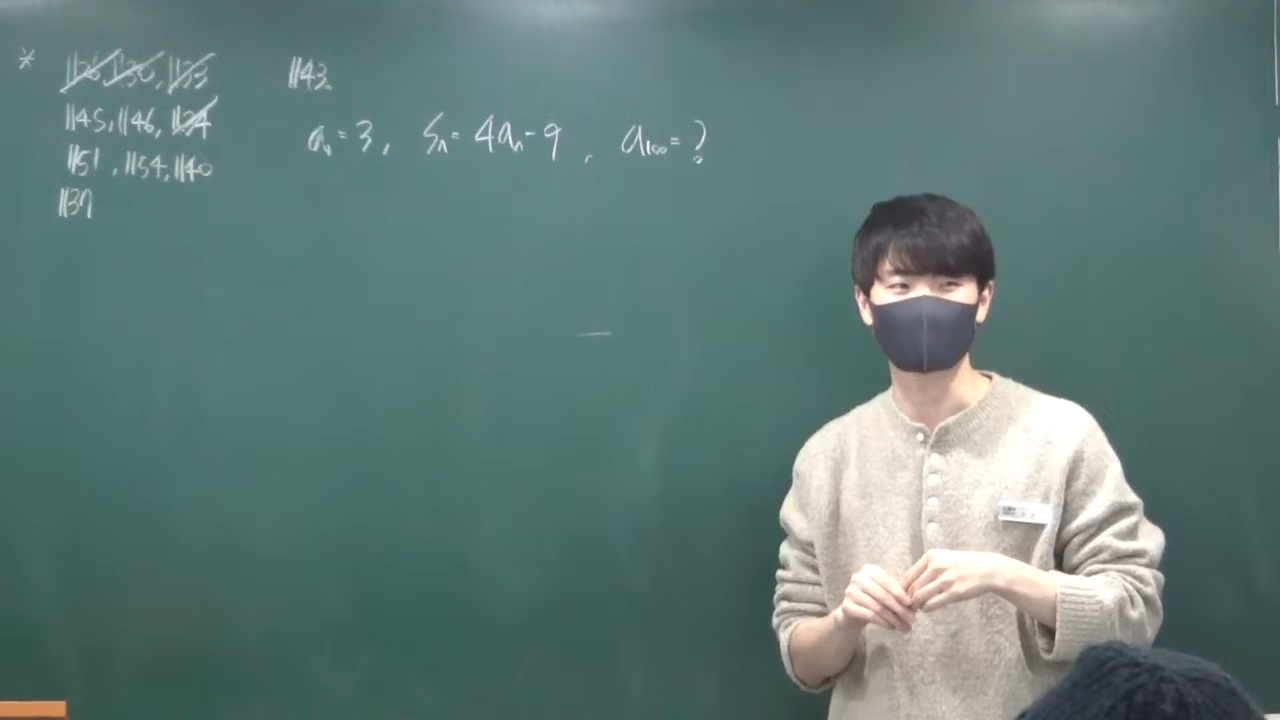 * 1126, 1130, 1133
1145, 1146, 1134
1151, 1154, 1140
1137
1143.
a₁ = 3, Sₙ = 4aₙ - 9, a₁₀₀ = ?